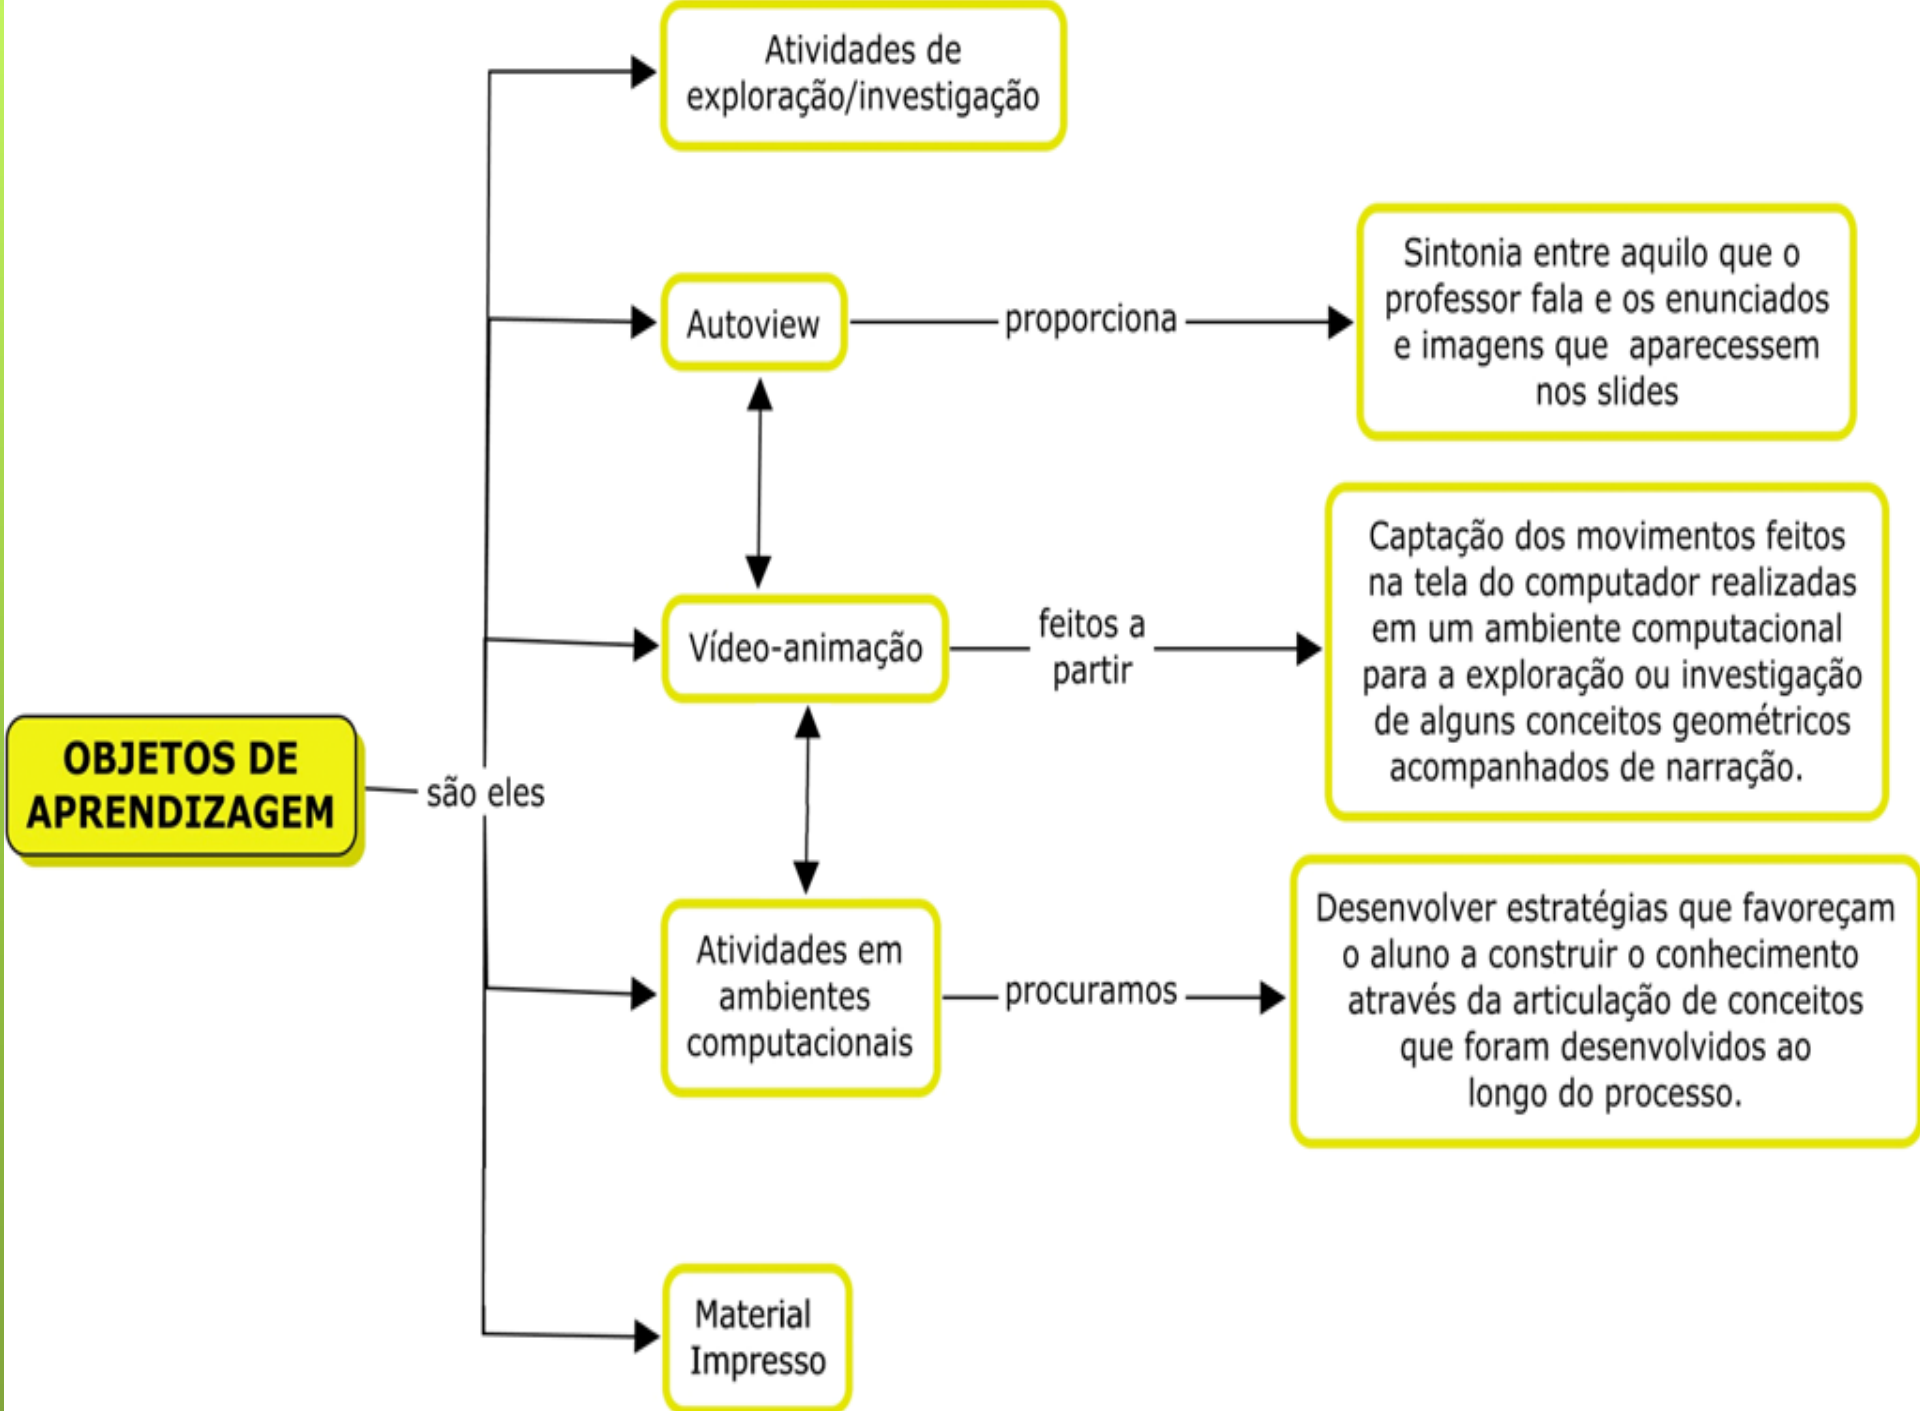 Atividades de
exploração/investigação
Autoview
proporciona
Sintonia entre aquilo que o
professor fala e os enunciados
e imagens que aparecessem
nos slides
Vídeo-animação
feitos a
partir
Captação dos movimentos feitos
na tela do computador realizadas
em um ambiente computacional
para a exploração ou investigação
de alguns conceitos geométricos
acompanhados de narração.
OBJETOS DE
APRENDIZAGEM
são eles
Atividades em
ambientes
computacionais
procuramos
Desenvolver estratégias que favoreçam
o aluno a construir o conhecimento
através da articulação de conceitos
que foram desenvolvidos ao
longo do processo.
Material
Impresso